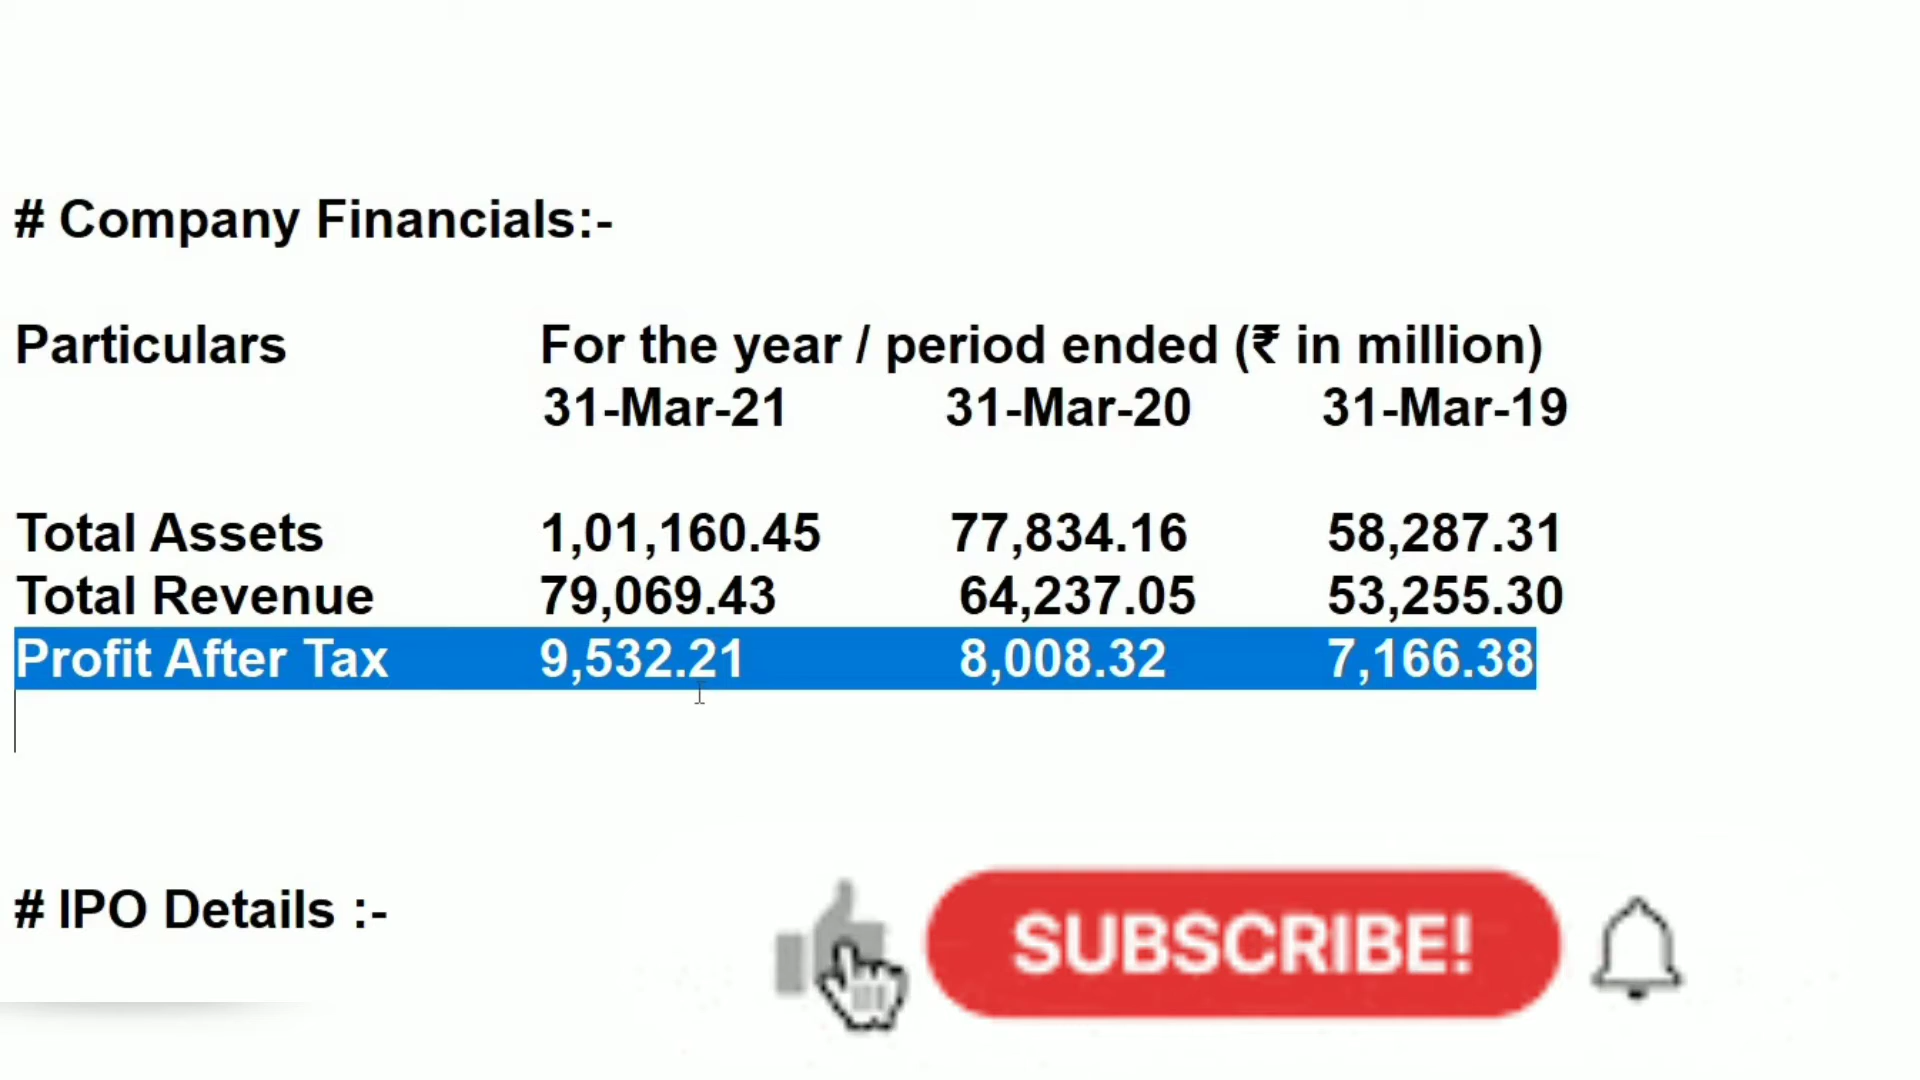 # Company Financials:-
Particulars For the year / period ended (₹ in million)
31-Mar-21 31-Mar-20 31-Mar-19
Total Assets 1,01,160.45 77,834.16 58,287.31
Total Revenue 79,069.43 64,237.05 53,255.30
Profit After Tax 9,532.21 8,008.32 7,166.38
# IPO Details :-
SUBSCRIBE!